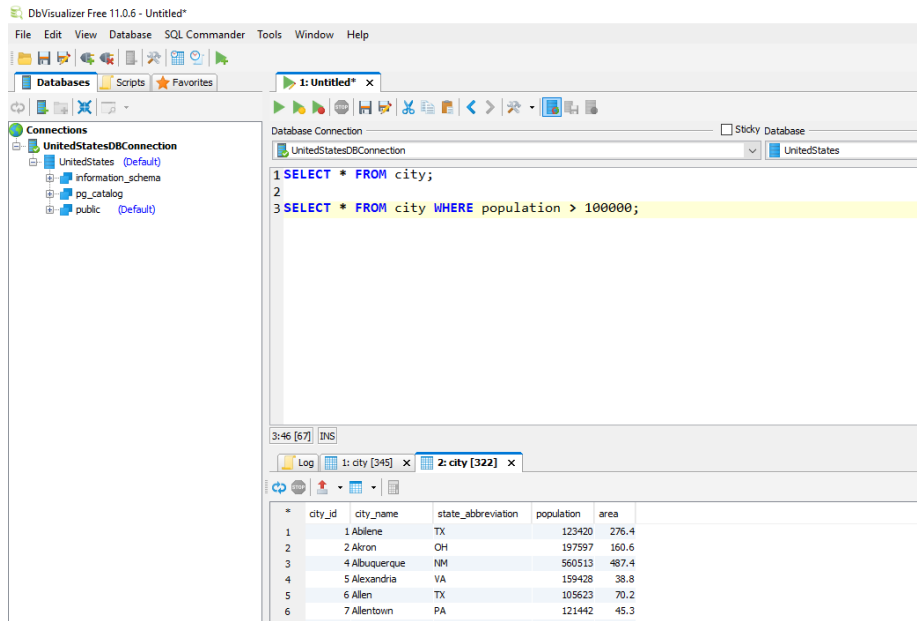 DbVisualizer Free 11.0.6 - Untitled*
File Edit View Database SQL Commander Tools Window Help
Databases Scripts Favorites
1: Untitled* ×
Connections
UnitedStatesDBConnection
UnitedStates (Default)
information_schema
pg_catalog
public (Default)
Database Connection Sticky Database
UnitedStatesDBConnection UnitedStates
1 SELECT * FROM city;
2
3 SELECT * FROM city WHERE population > 100000;
3:46 [67] INS
Log 1: city [345] × 2: city [322] ×
* city_id city_name state_abbreviation population area
1 1 Abilene TX 123420 276.4
2 2 Akron OH 197597 160.6
3 4 Albuquerque NM 560513 487.4
4 5 Alexandria VA 159428 38.8
5 6 Allen TX 105623 70.2
6 7 Allentown PA 121442 45.3